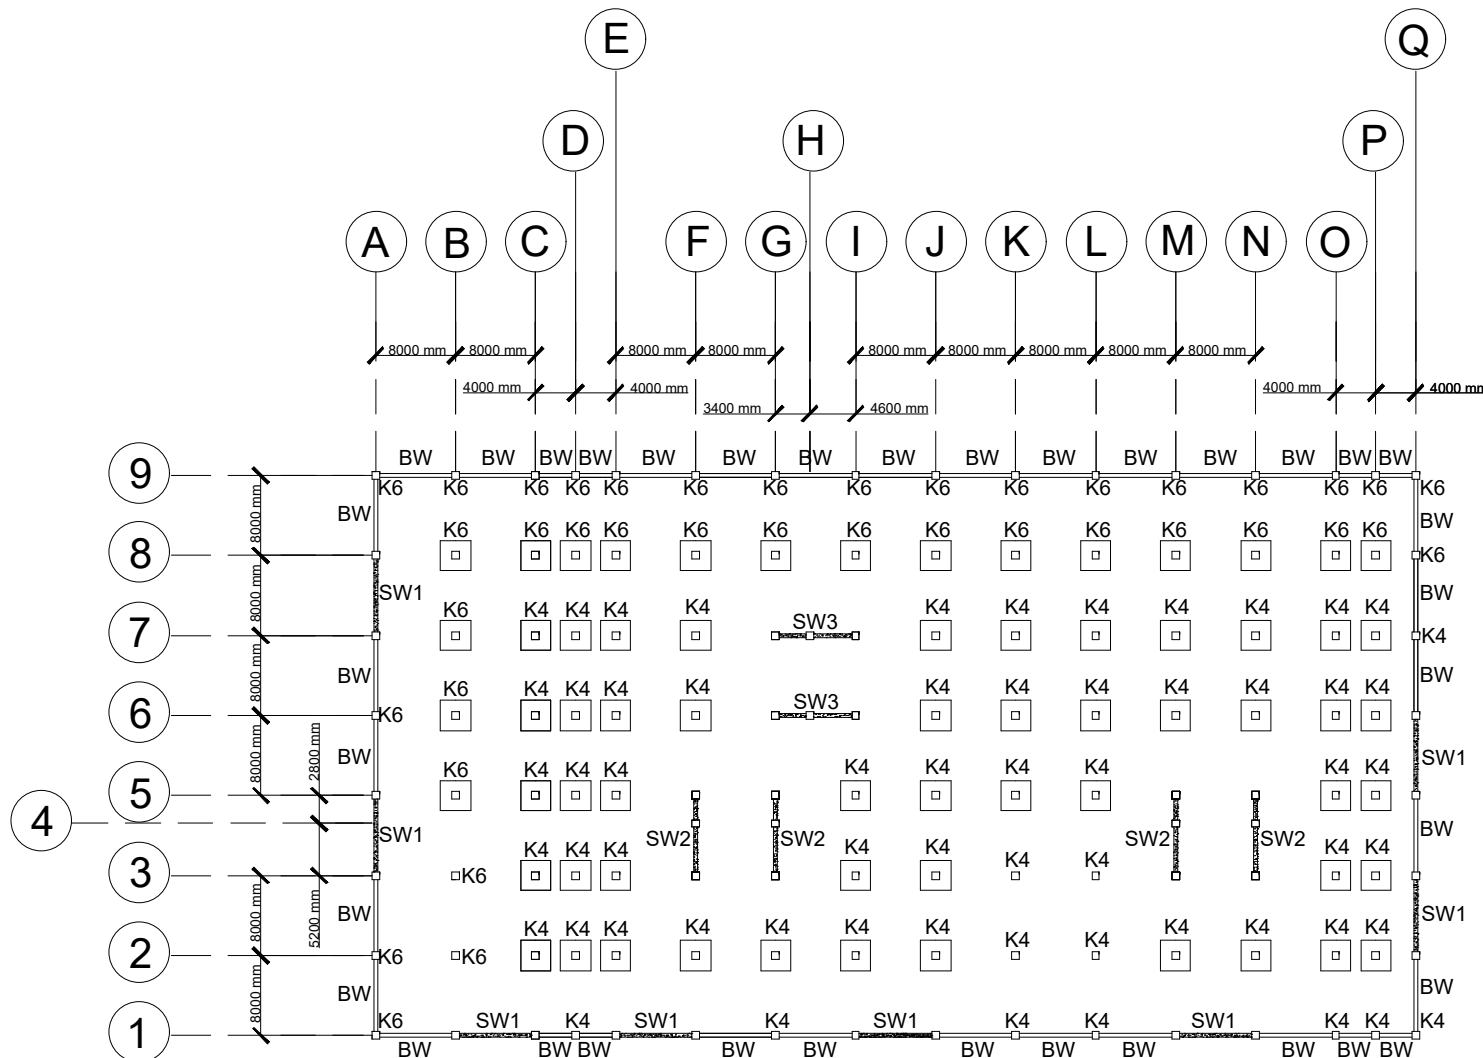 E Q
D H P
A B C F G I J K L M N O
8000 mm 8000 mm 8000 mm 8000 mm 8000 mm 8000 mm 8000 mm 8000 mm 8000 mm
4000 mm 4000 mm 4000 mm 4000 mm
3400 mm 4600 mm
BW BW BW BW BW BW BW BW BW BW BW BW BW BW BW
9 K6 K6 K6 K6 K6 K6 K6 K6 K6 K6 K6 K6 K6 K6 K6 K6
8000 mm BW BW
K6 K6 K6 K6 K6 K6 K6 K6 K6 K6 K6 K6 K6 K6
8 K6
8000 mm SW1 BW
K6 K4 K4 K4 K4 SW3 K4 K4 K4 K4 K4 K4 K4
7 K4
8000 mm BW BW
K6 K4 K4 K4 K4 SW3 K4 K4 K4 K4 K4 K4 K4
6 K6
8000 mm 2800 mm BW SW1
K6 K4 K4 K4 K4 K4 K4 K4 K4 K4
5
4 SW1 SW2 SW2 SW2 SW2 BW
K4 K4 K4 K4 K4 K4 K4 K4 K4
3 K6
8000 mm 5200 mm BW SW1
K4 K4 K4 K4 K4 K4 K4 K4 K4 K4 K4 K4 K4
2 K6 K6
8000 mm BW BW
1 K6 SW1 K4 SW1 K4 SW1 K4 K4 SW1 K4 K4 K4
BW BW BW BW BW BW BW BW BW BW BW